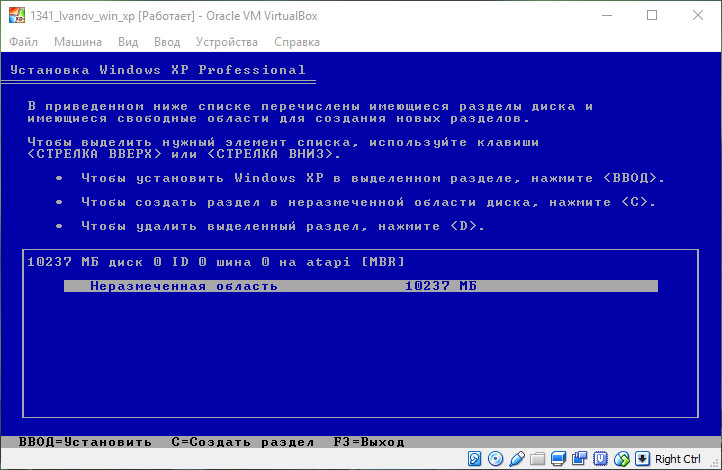 1341_Ivanov_win_xp [Работает] - Oracle VM VirtualBox
Файл Машина Вид Ввод Устройства Справка
Установка Windows XP Professional
В приведенном ниже списке перечислены имеющиеся разделы диска и
имеющиеся свободные области для создания новых разделов.
Чтобы выделить нужный элемент списка, используйте клавиши
<СТРЕЛКА ВВЕРХ> или <СТРЕЛКА ВНИЗ>.
• Чтобы установить Windows XP в выделенном разделе, нажмите <ВВОД>.
• Чтобы создать раздел в неразмеченной области диска, нажмите <C>.
• Чтобы удалить выделенный раздел, нажмите <D>.
10237 МБ диск 0 ID 0 шина 0 на atapi [MBR]
Неразмеченная область 10237 МБ
ВВОД=Установить C=Создать раздел F3=Выход
Right Ctrl